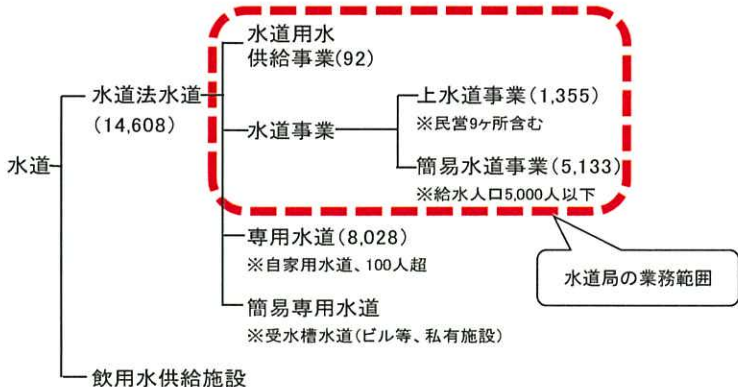 水道
水道法水道
(14,608)
水道用水
供給事業(92)
水道事業
上水道事業(1,355)
※民営9ヶ所含む
簡易水道事業(5,133)
※給水人口5,000人以下
専用水道(8,028)
※自家用水道、100人超
簡易専用水道
※受水槽水道(ビル等、私有施設)
飲用水供給施設
水道局の業務範囲